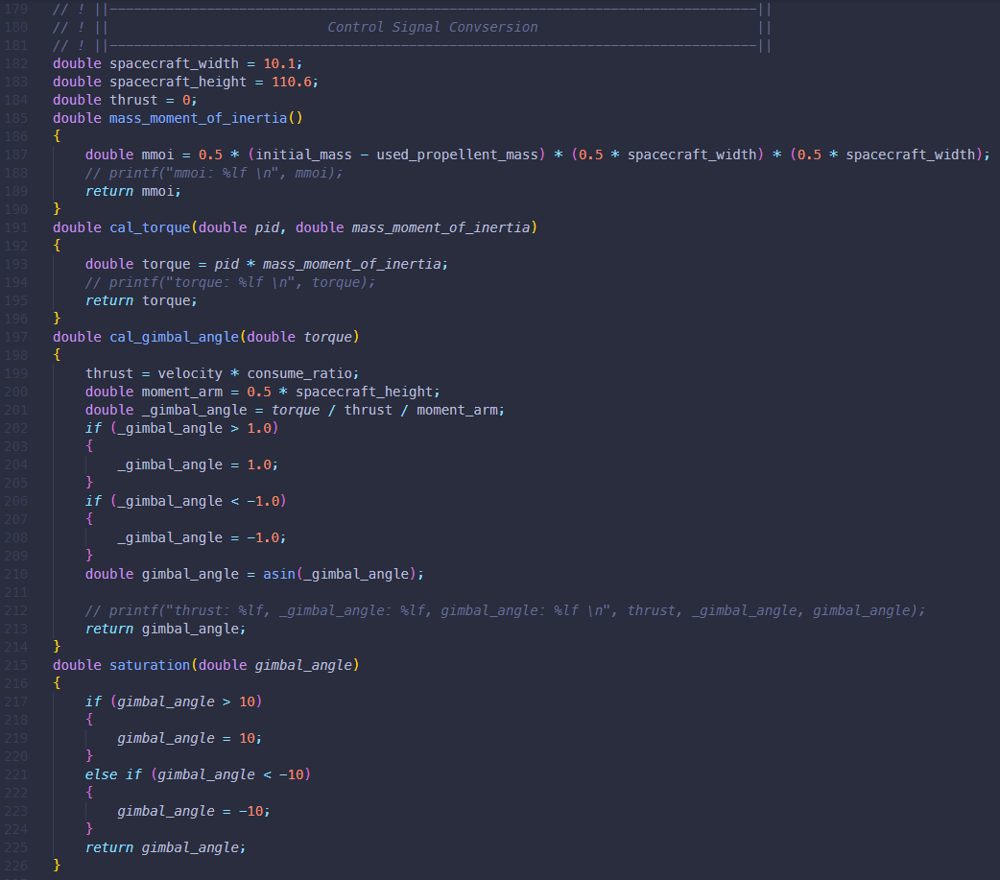 179 // ! ||————————————————————————————————————————————————————————————————————————————————||
180 // ! ||                           Control Signal Convsersion                           ||
181 // ! ||————————————————————————————————————————————————————————————————————————————————||
182 double spacecraft_width = 10.1;
183 double spacecraft_height = 110.6;
184 double thrust = 0;
185 double mass_moment_of_inertia()
186 {
187     double mmoi = 0.5 * (initial_mass - used_propellent_mass) * (0.5 * spacecraft_width) * (0.5 * spacecraft_width);
188     // printf("mmoi: %lf \n", mmoi);
189     return mmoi;
190 }
191 double cal_torque(double pid, double mass_moment_of_inertia)
192 {
193     double torque = pid * mass_moment_of_inertia;
194     // printf("torque: %lf \n", torque);
195     return torque;
196 }
197 double cal_gimbal_angle(double torque)
198 {
199     thrust = velocity * consume_ratio;
200     double moment_arm = 0.5 * spacecraft_height;
201     double _gimbal_angle = torque / thrust / moment_arm;
202     if (_gimbal_angle > 1.0)
203     {
204         _gimbal_angle = 1.0;
205     }
206     if (_gimbal_angle < -1.0)
207     {
208         _gimbal_angle = -1.0;
209     }
210     double gimbal_angle = asin(_gimbal_angle);
211
212     // printf("thrust: %lf, _gimbal_angle: %lf, gimbal_angle: %lf \n", thrust, _gimbal_angle, gimbal_angle);
213     return gimbal_angle;
214 }
215 double saturation(double gimbal_angle)
216 {
217     if (gimbal_angle > 10)
218     {
219         gimbal_angle = 10;
220     }
221     else if (gimbal_angle < -10)
222     {
223         gimbal_angle = -10;
224     }
225     return gimbal_angle;
226 }